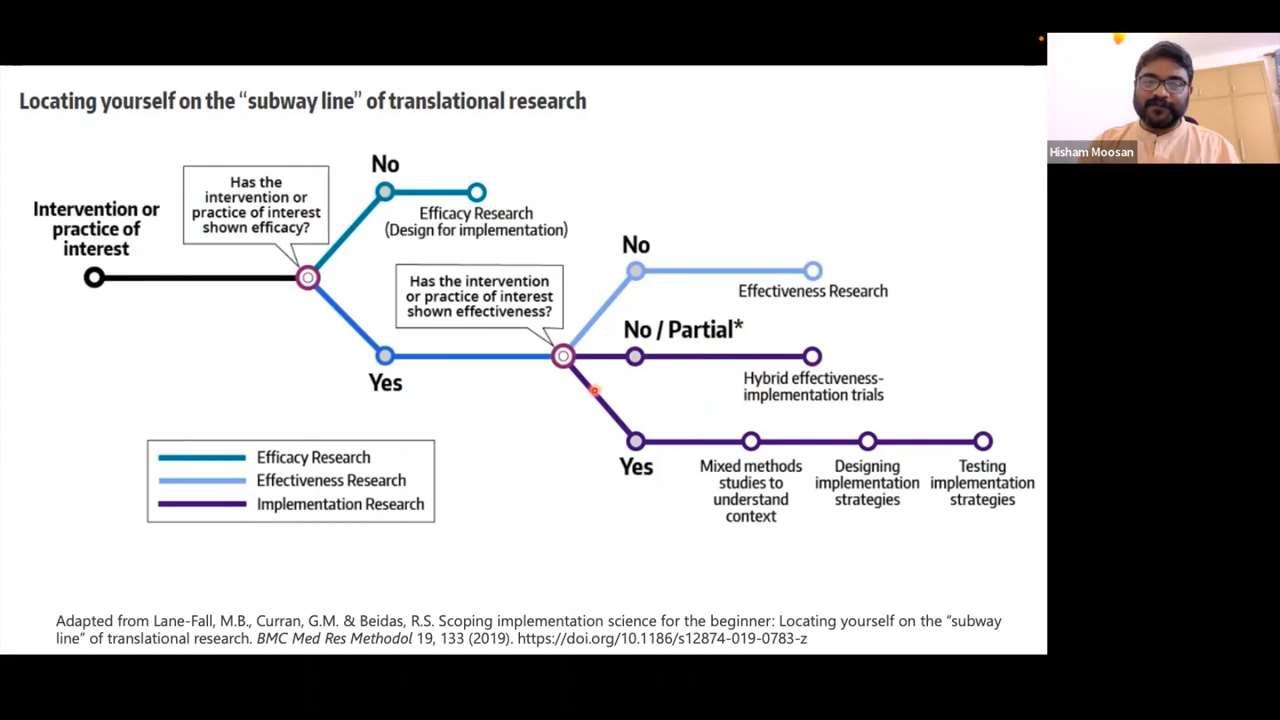 Locating yourself on the “subway line” of translational research
Hisham Moosan
Intervention or
practice of
interest
Has the
intervention or
practice of interest
shown efficacy?
No
Efficacy Research
(Design for implementation)
Yes
Has the intervention
or practice of interest
shown effectiveness?
No
Effectiveness Research
No / Partial*
Hybrid effectiveness-
implementation trials
Yes
Mixed methods
studies to
understand
context
Designing
implementation
strategies
Testing
implementation
strategies
Efficacy Research
Effectiveness Research
Implementation Research
Adapted from Lane-Fall, M.B., Curran, G.M. & Beidas, R.S. Scoping implementation science for the beginner: Locating yourself on the “subway
line” of translational research. BMC Med Res Methodol 19, 133 (2019). https://doi.org/10.1186/s12874-019-0783-z